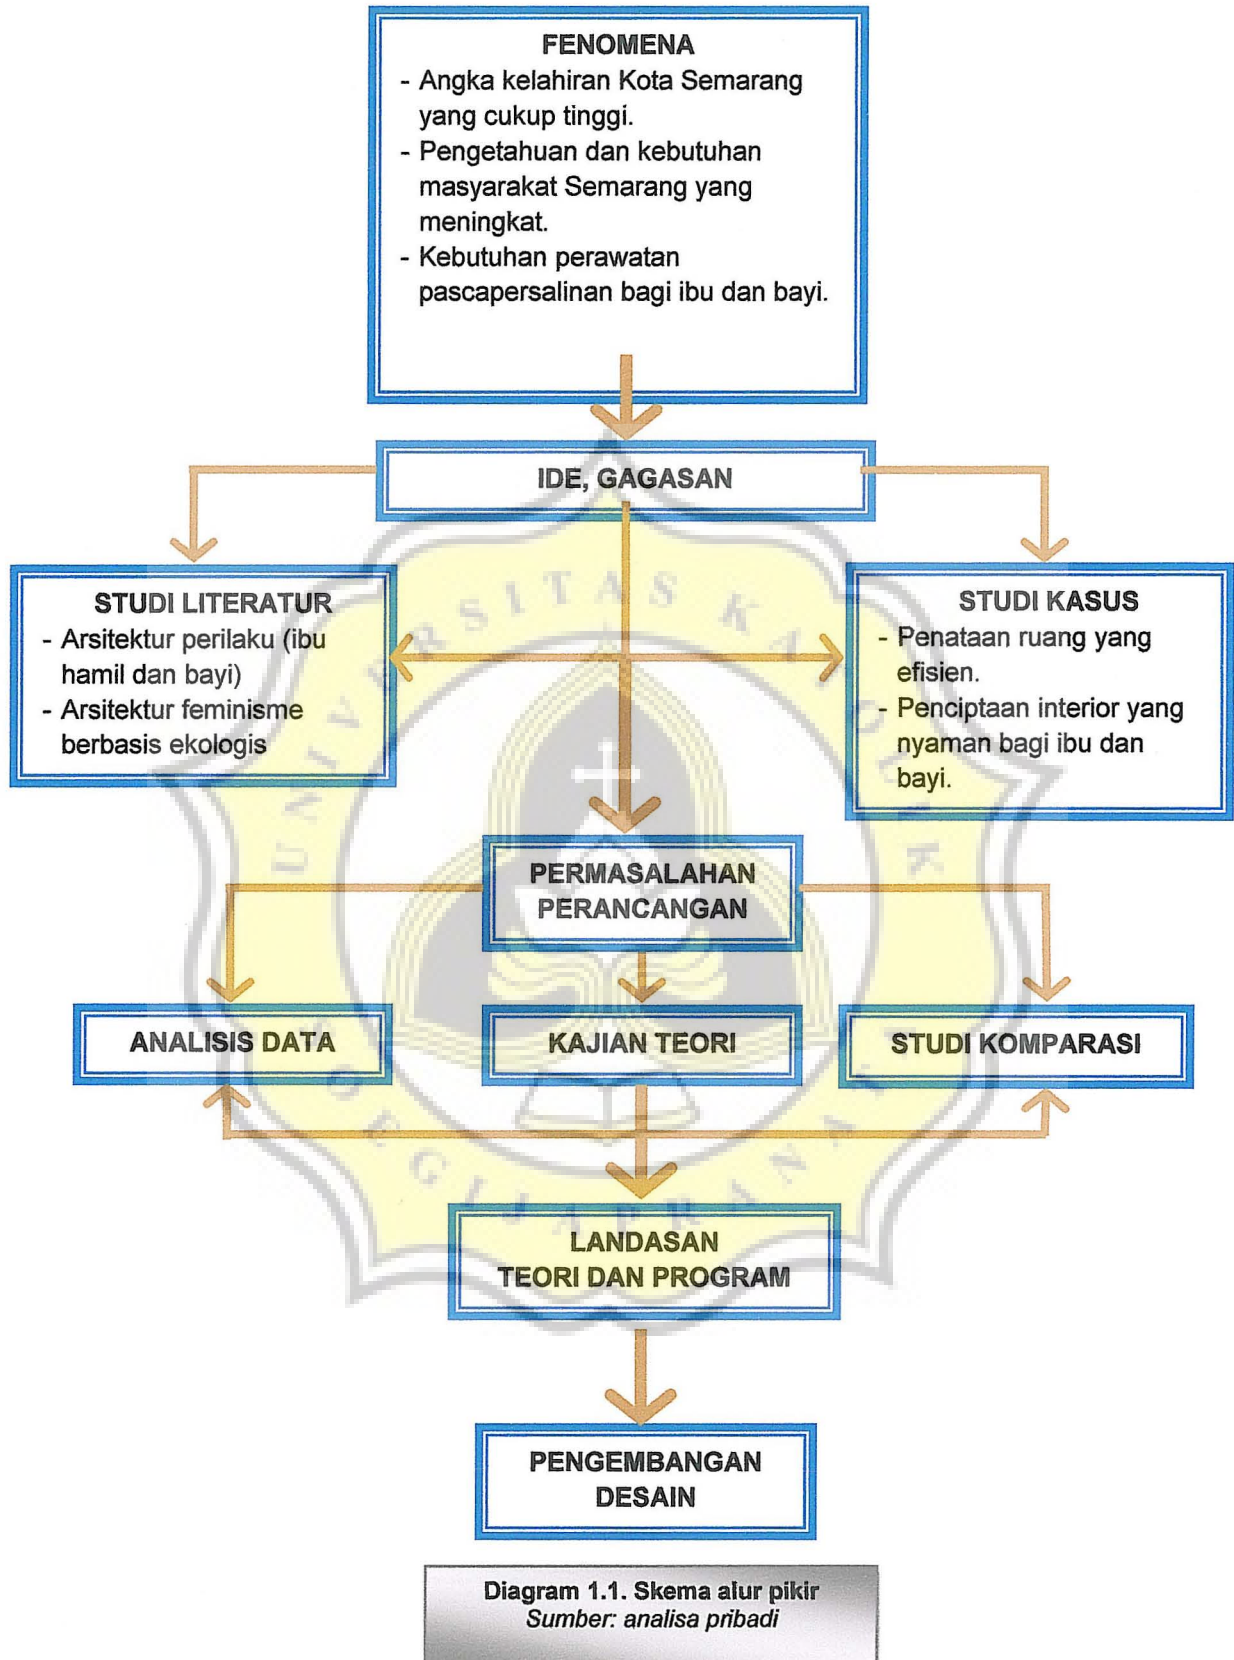 FENOMENA
- Angka kelahiran Kota Semarang
yang cukup tinggi.
- Pengetahuan dan kebutuhan
masyarakat Semarang yang
meningkat.
- Kebutuhan perawatan
pascapersalinan bagi ibu dan bayi.
IDE, GAGASAN
STUDI LITERATUR
- Arsitektur perilaku (ibu
hamil dan bayi)
- Arsitektur feminisme
berbasis ekologis
STUDI KASUS
- Penataan ruang yang
efisien.
- Penciptaan interior yang
nyaman bagi ibu dan
bayi.
UNIVERSITAS KATOLIK
PERMASALAHAN
PERANCANGAN
ANALISIS DATA
KAJIAN TEORI
STUDI KOMPARASI
SOEGIJAPRANATA
LANDASAN
TEORI DAN PROGRAM
PENGEMBANGAN
DESAIN
Diagram 1.1. Skema alur pikir
Sumber: analisa pribadi